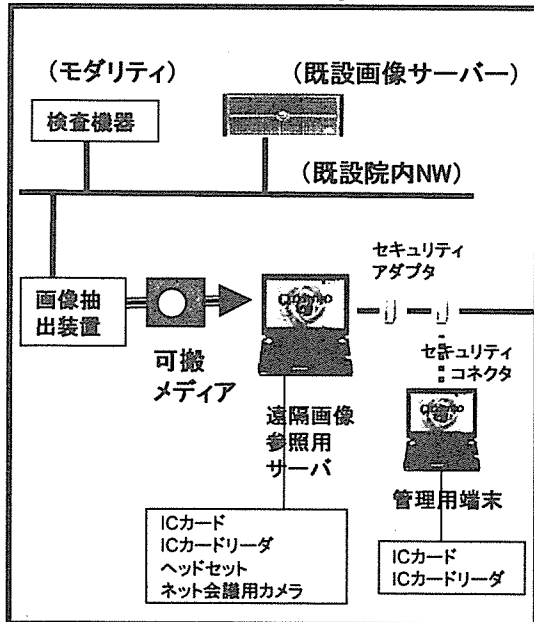 (モダリティ)
(既設画像サーバー)
検査機器
(既設院内NW)
セキュリティ
アダプタ
画像抽
出装置
可搬
メディア
セキュリティ
コネクタ
遠隔画像
参照用
サーバ
管理用端末
ICカード
ICカードリーダ
ヘッドセット
ネット会議用カメラ
ICカード
ICカードリーダ